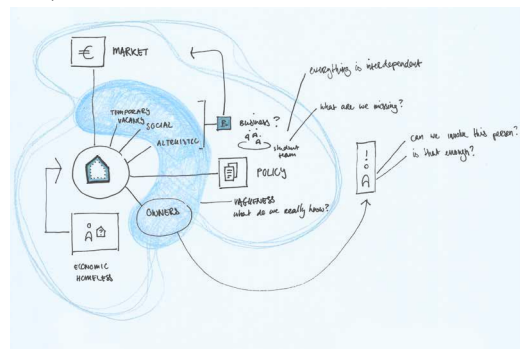 € MARKET
everything is interdependent
what are we missing?
TEMPORARY
VACANCY
SOCIAL
ALTRUISTIC
B.
BUSINESS?
student
team
POLICY
!
can we involve this person?
is that enough?
VAGUENESS
what do we really know?
OWNERS
?
ECONOMIC
HOMELESS